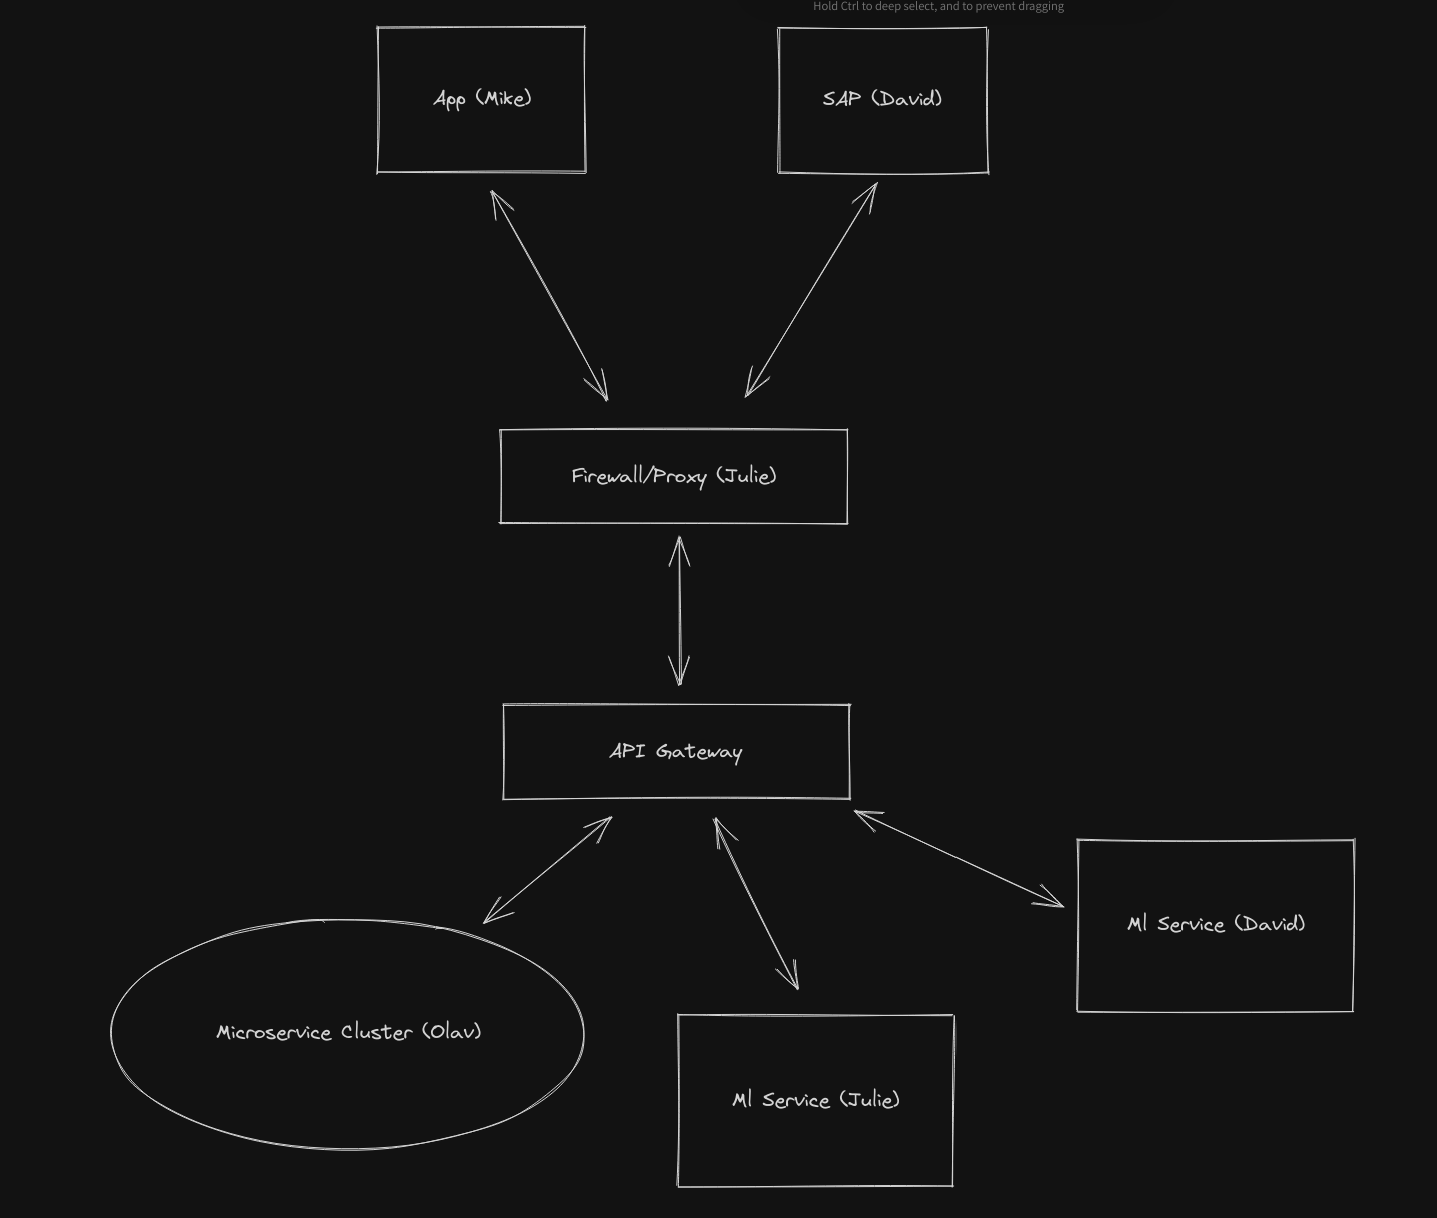 Hold Ctrl to deep select, and to prevent dragging
App (Mike)
SAP (David)
Firewall/Proxy (Julie)
API Gateway
Ml Service (David)
Microservice Cluster (Olav)
Ml Service (Julie)